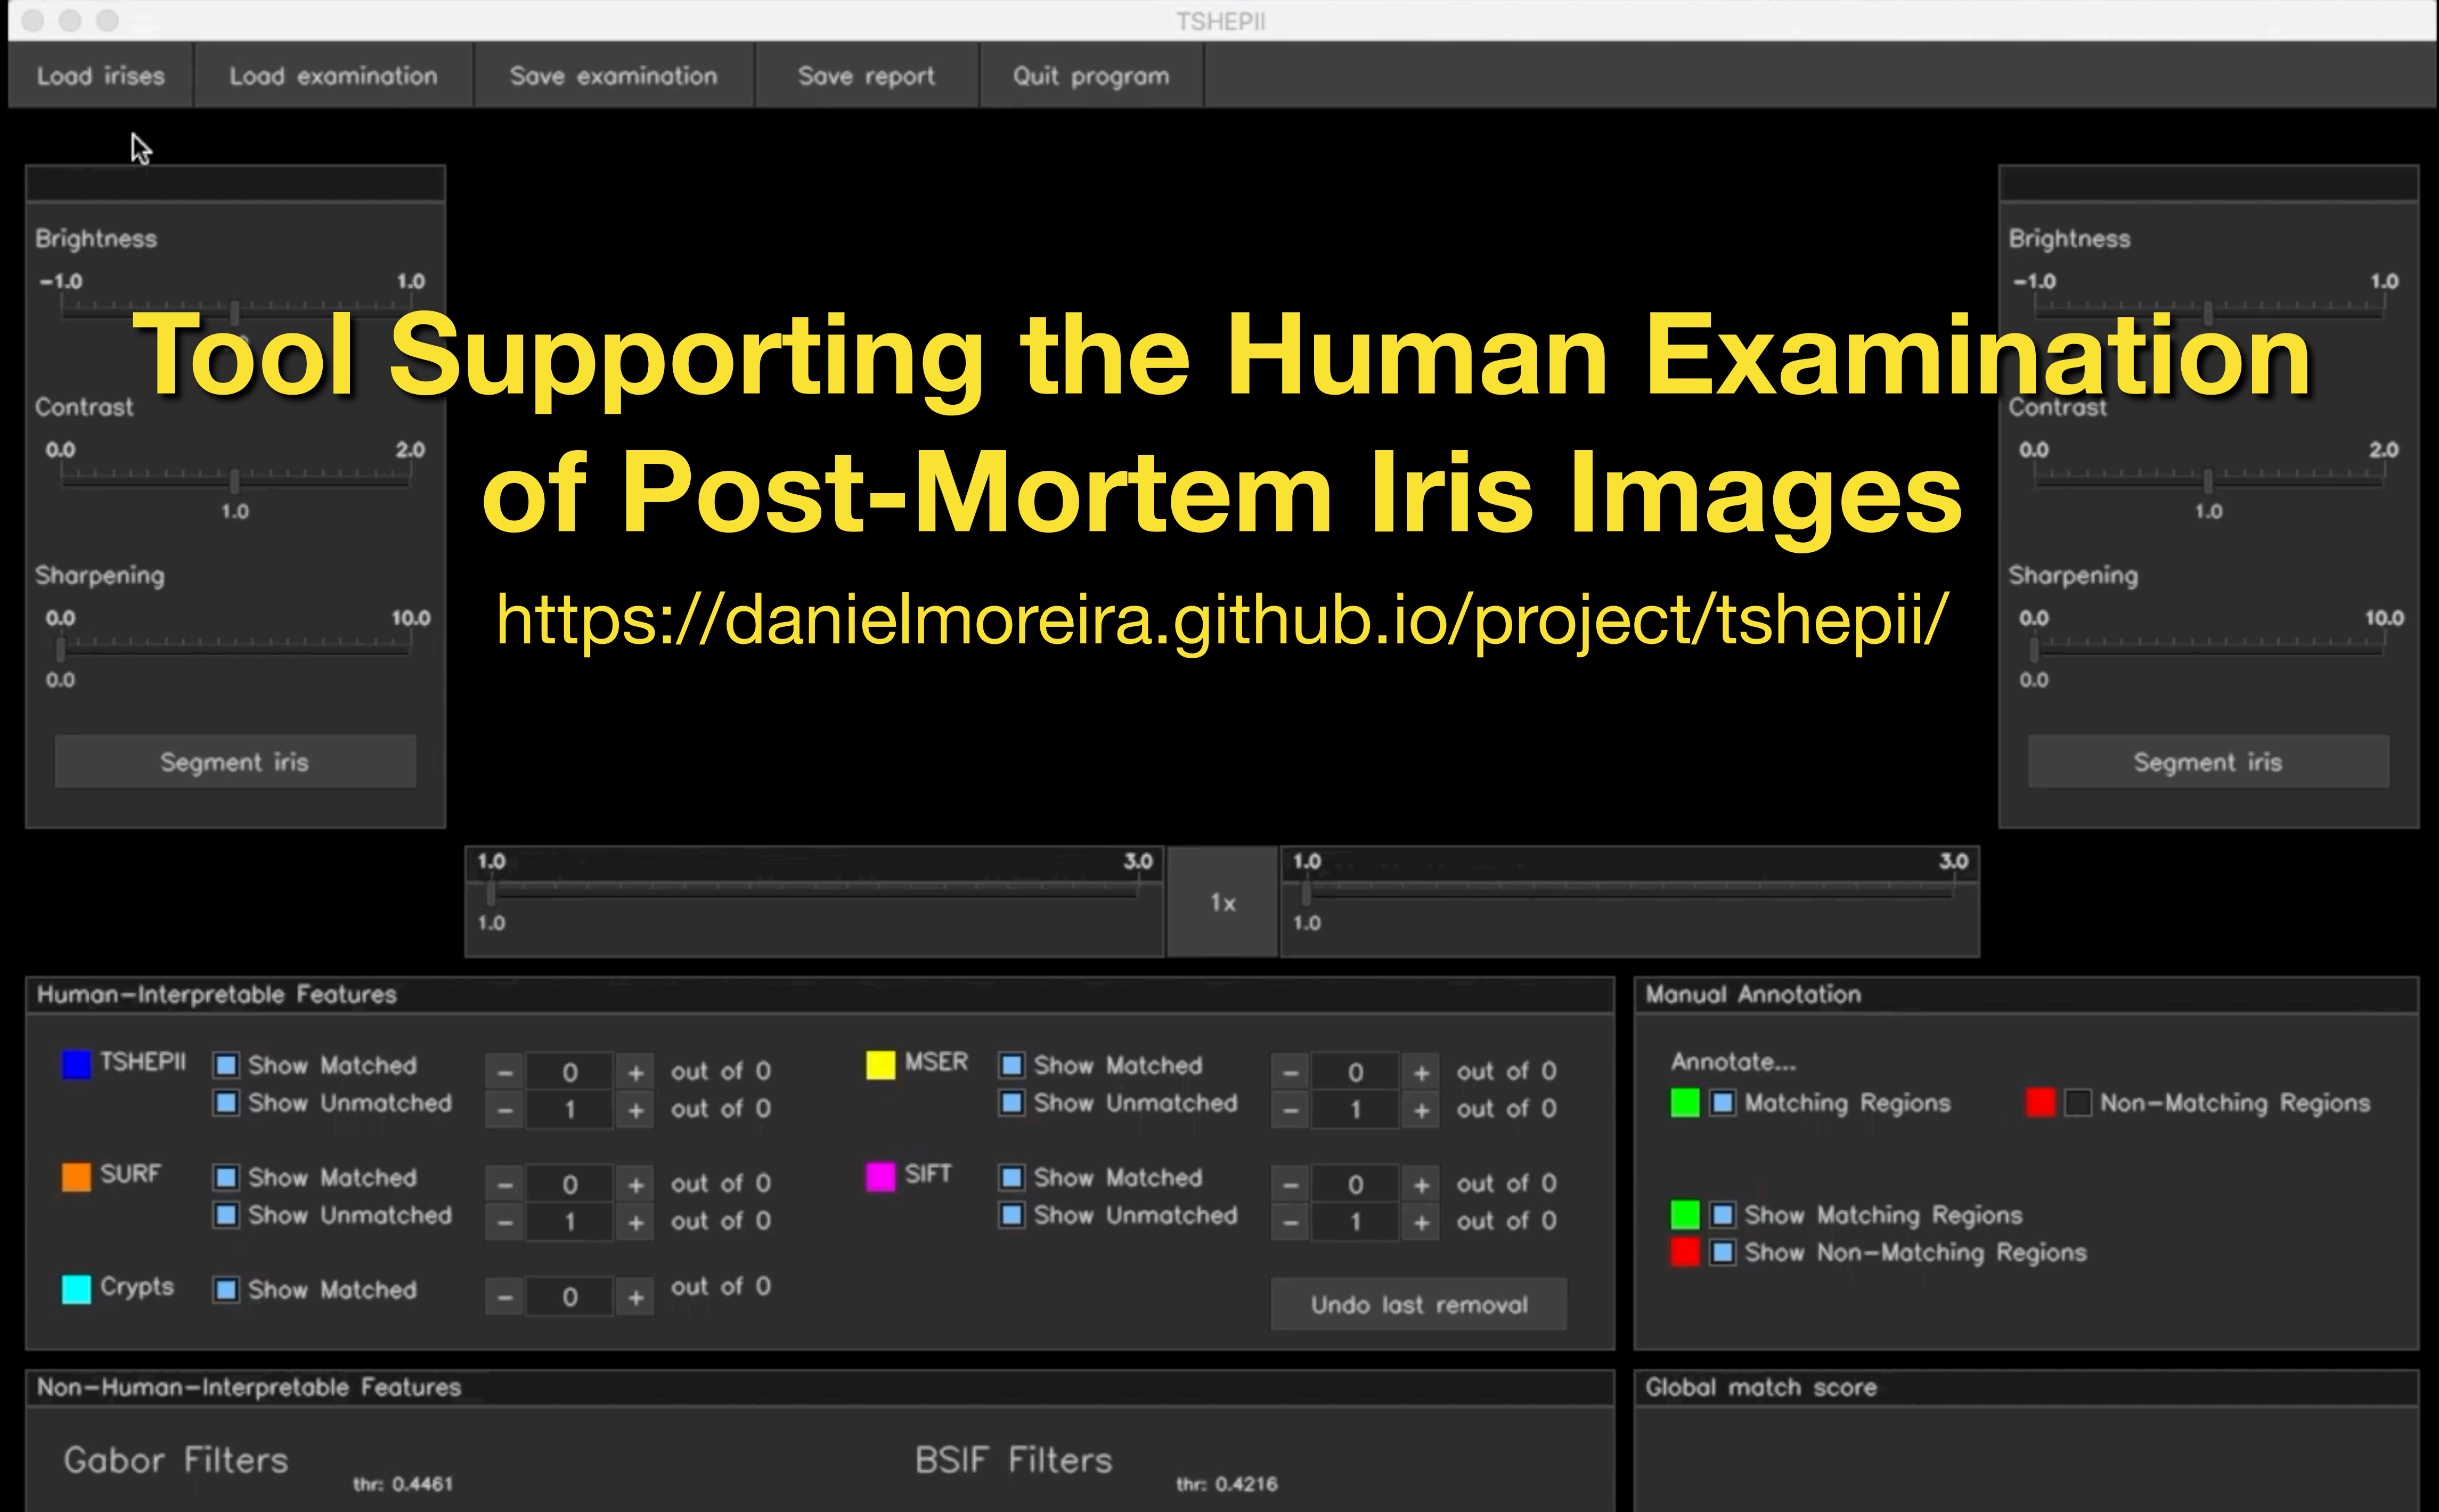 TSHEPII
Load irises Load examination Save examination Save report Quit program
Brightness
-1.0 1.0
Contrast
0.0 2.0
1.0
Sharpening
0.0 10.0
0.0
Segment iris
Tool Supporting the Human Examination
of Post-Mortem Iris Images
https://danielmoreira.github.io/project/tshepii/
Brightness
-1.0 1.0
Contrast
0.0 2.0
1.0
Sharpening
0.0 10.0
0.0
Segment iris
1.0 3.0
1.0
1x
1.0 3.0
1.0
Human-Interpretable Features
TSHEPII Show Matched - 0 + out of 0
Show Unmatched - 1 + out of 0
MSER Show Matched - 0 + out of 0
Show Unmatched - 1 + out of 0
SURF Show Matched - 0 + out of 0
Show Unmatched - 1 + out of 0
SIFT Show Matched - 0 + out of 0
Show Unmatched - 1 + out of 0
Crypts Show Matched - 0 + out of 0
Undo last removal
Manual Annotation
Annotate...
Matching Regions Non-Matching Regions
Show Matching Regions
Show Non-Matching Regions
Non-Human-Interpretable Features
Gabor Filters
thr: 0.4461
BSIF Filters
thr: 0.4216
Global match score